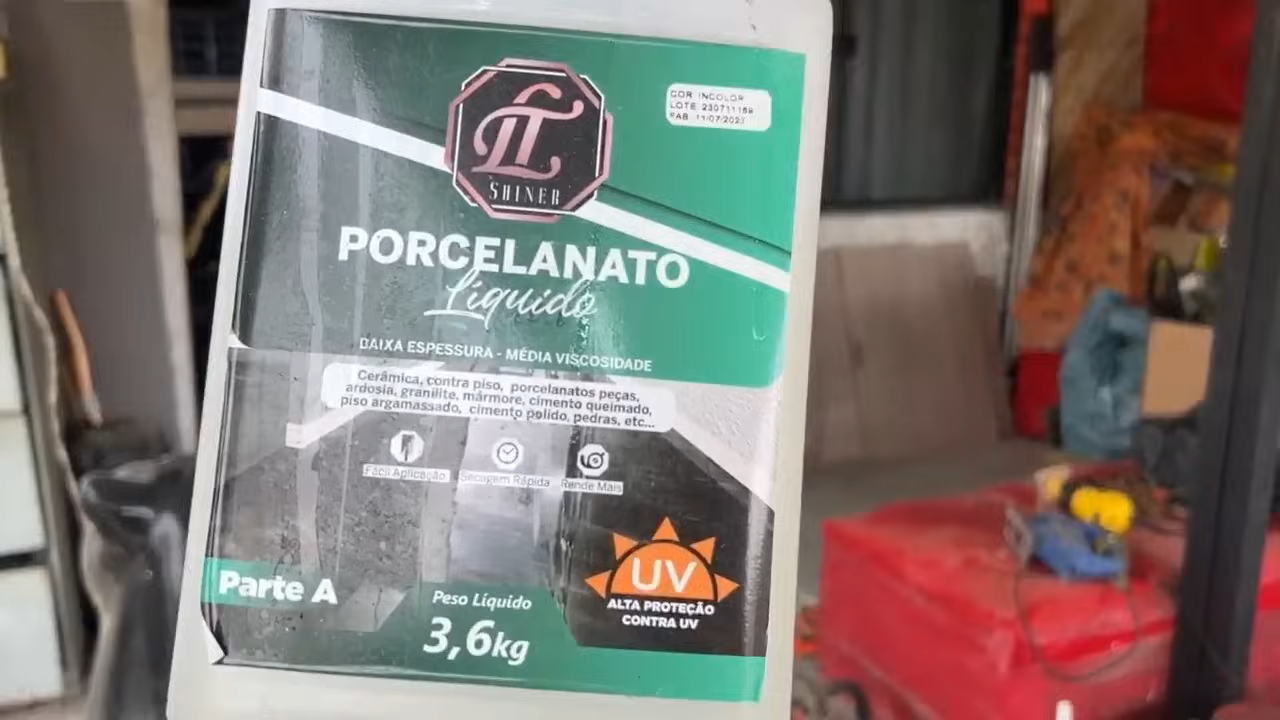 COR INCOLOR
LOTE 230711169
FAB 11/07/2023
LT
SHINER
PORCELANATO
Líquido
BAIXA ESPESSURA - MÉDIA VISCOSIDADE
Cerâmica, contra piso, porcelanatos peças,
ardosia, granilite, mármore, cimento queimado,
piso argamassado, cimento polido, pedras, etc...
Fácil Aplicação
Secagem Rápida
Rende Mais
UV
ALTA PROTEÇÃO
CONTRA UV
Parte A
Peso Líquido
3,6kg